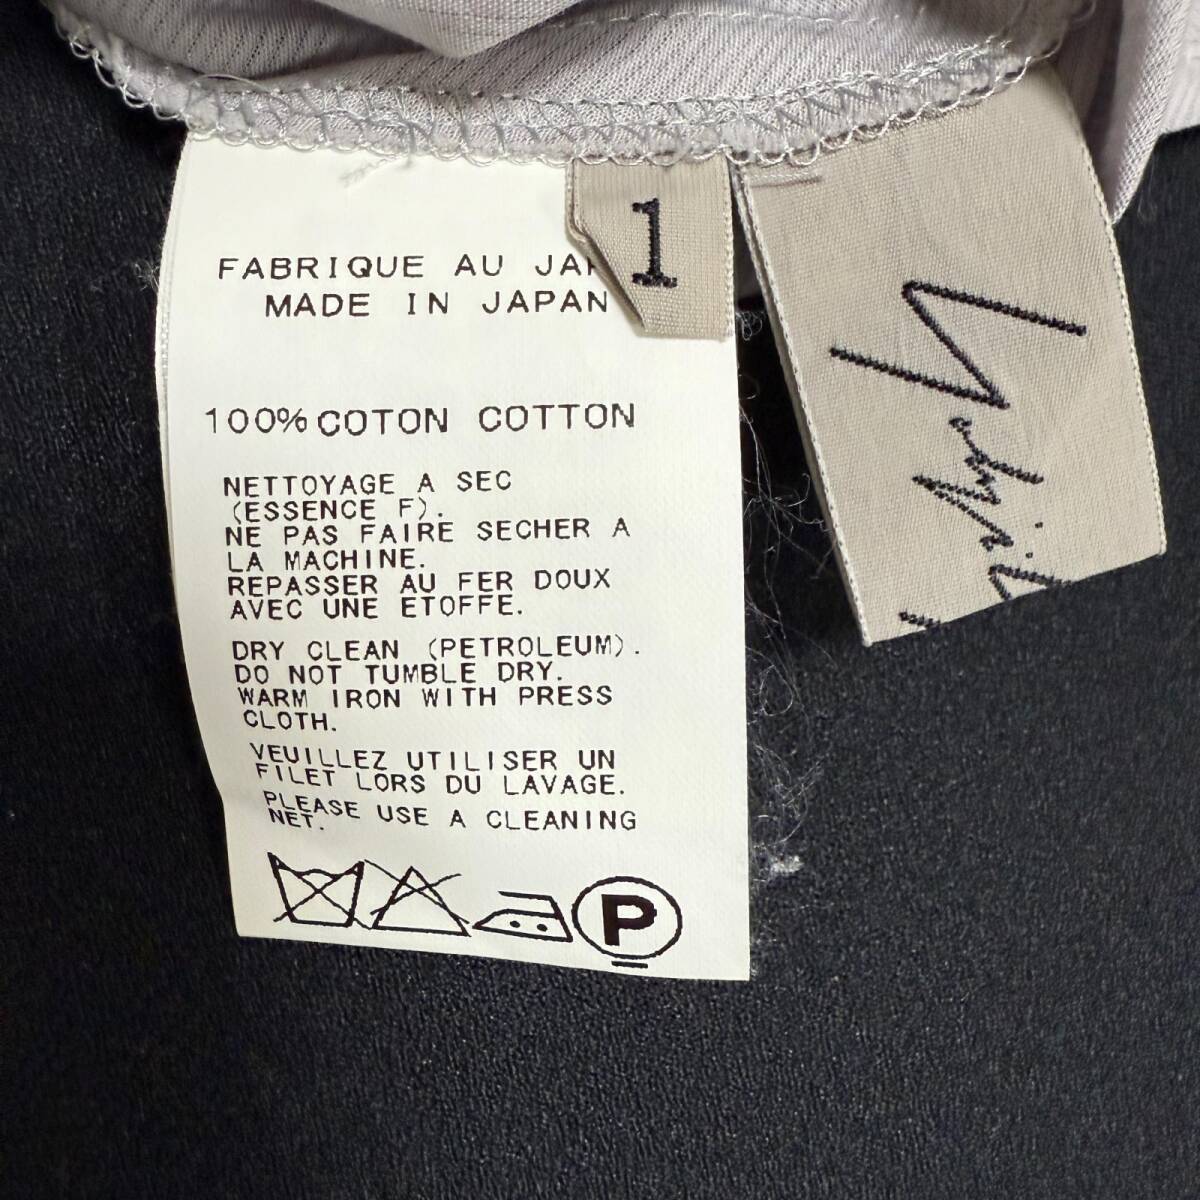 FABRIQUE AU
MADE IN JAPAN
1
100% COTON COTTON
NETTOYAGE A SEC
(ESSENCE F).
NE PAS FAIRE SECHER A
LA MACHINE.
REPASSER AU FER DOUX
AVEC UNE ETOFFE.
DRY CLEAN (PETROLEUM).
DO NOT TUMBLE DRY.
WARM IRON WITH PRESS
CLOTH.
VEUILLEZ UTILISER UN
FILET LORS DU LAVAGE.
PLEASE USE A CLEANING
NET.
P